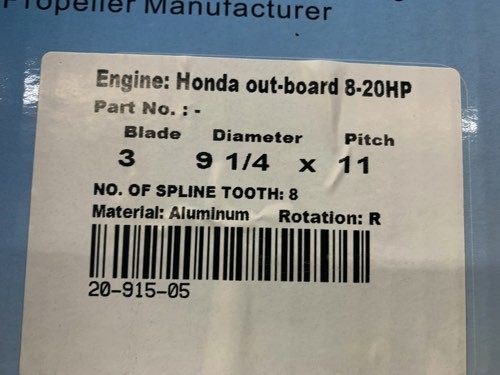 Propeller Manufacturer
Engine: Honda out-board 8-20HP
Part No. : -
Blade Diameter Pitch
3 9 1/4 x 11
NO. OF SPLINE TOOTH: 8
Material: Aluminum Rotation: R
20-915-05